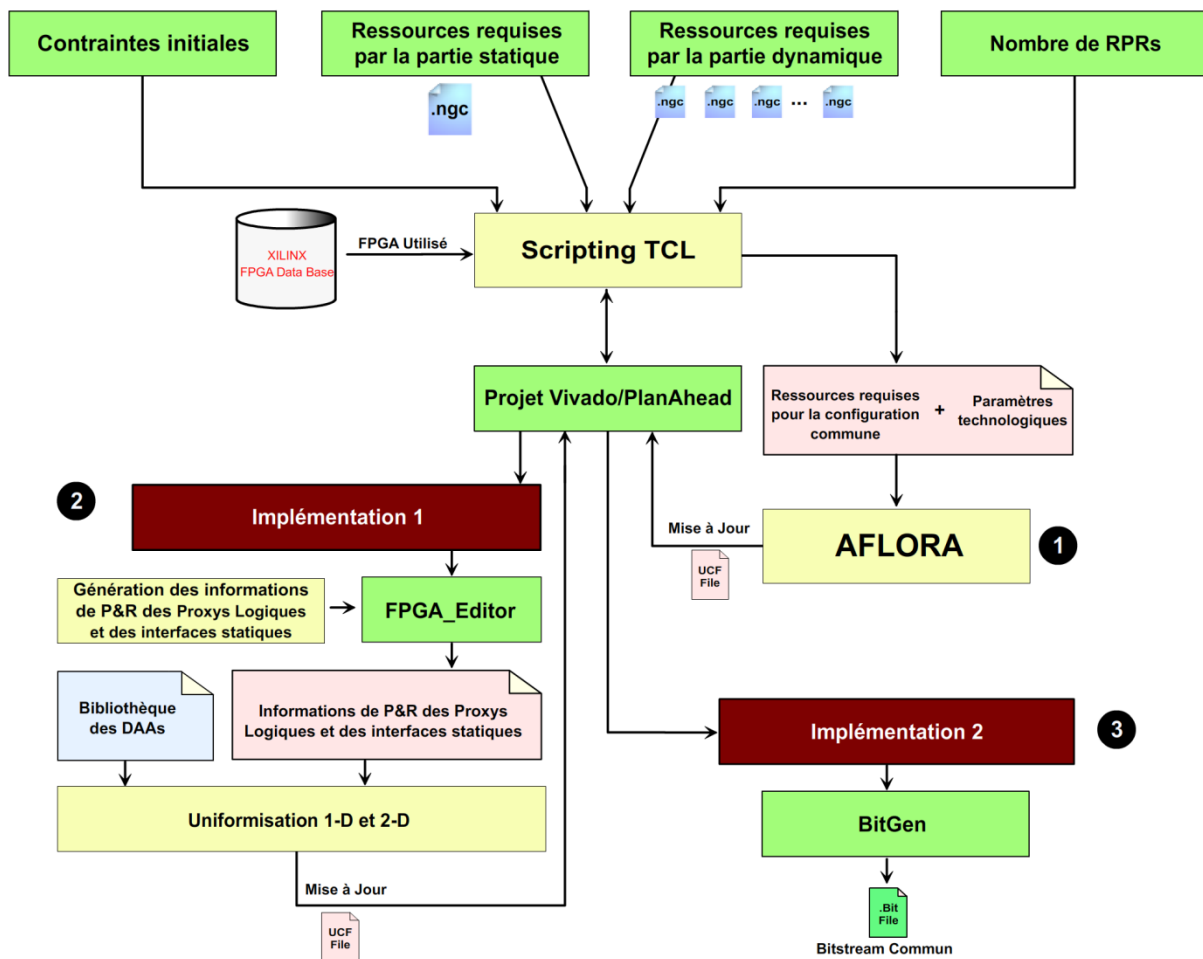 Contraintes initiales
Ressources requises
par la partie statique
Ressources requises
par la partie dynamique
Nombre de RPRs
.ngc
.ngc
.ngc
.ngc
...
.ngc
XILINX
FPGA Data Base
FPGA Utilisé
Scripting TCL
Projet Vivado/PlanAhead
Ressources requises
pour la configuration
commune
+
Paramètres
technologiques
2
Implémentation 1
Mise à Jour
UCF
File
AFLORA
1
Génération des informations
de P&R des Proxys Logiques
et des interfaces statiques
FPGA_Editor
Bibliothèque
des DAAs
Informations de P&R des Proxys
Logiques et des interfaces statiques
Implémentation 2
3
Uniformisation 1-D et 2-D
BitGen
Mise à Jour
UCF
File
.Bit
File
Bitstream Commun